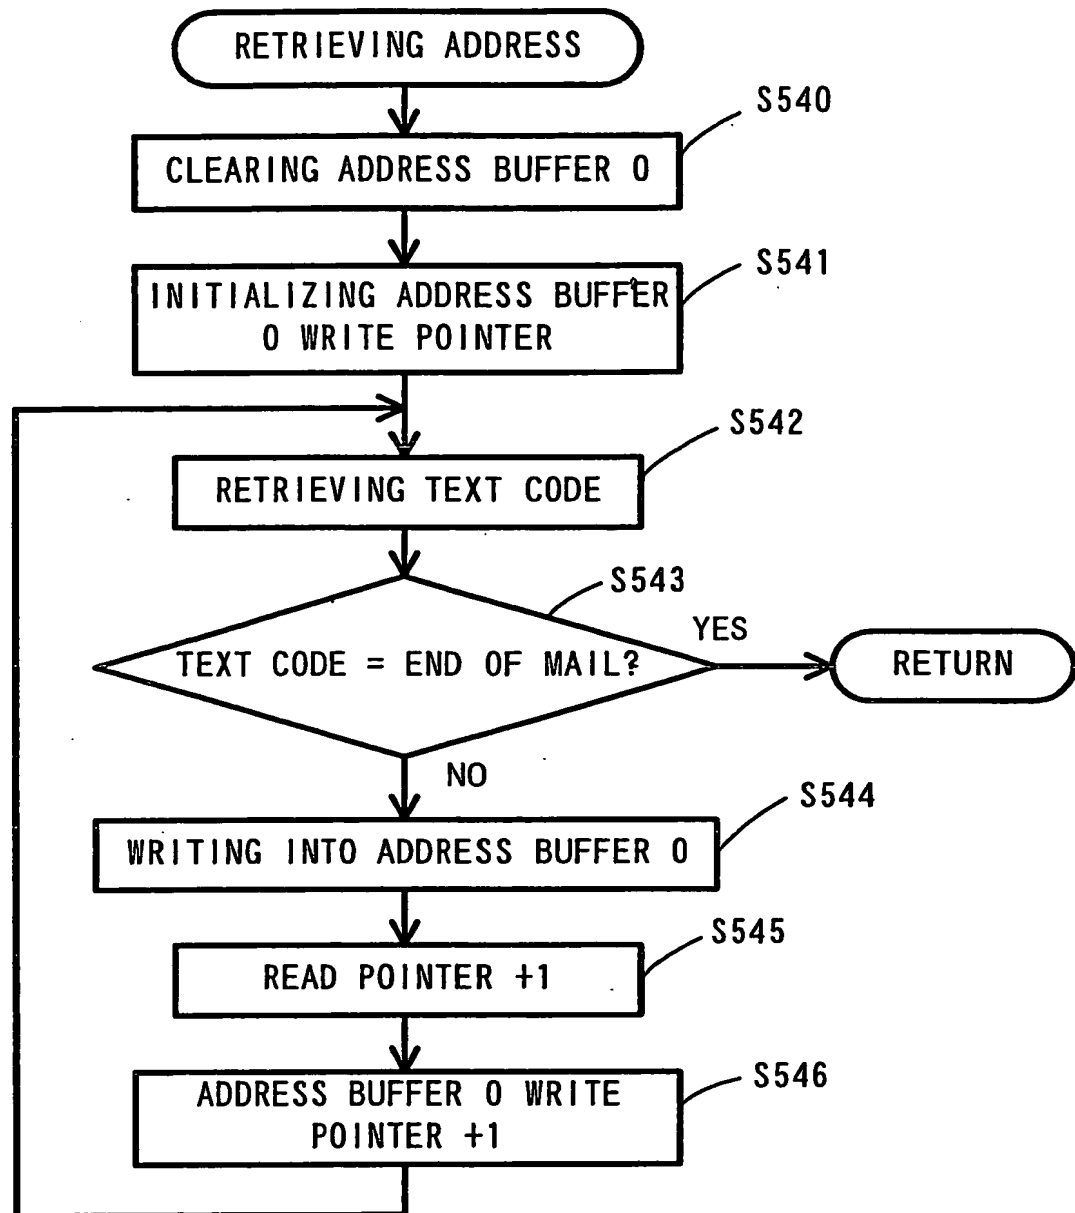 RETRIEVING ADDRESS
S540
CLEARING ADDRESS BUFFER 0
S541
INITIALIZING ADDRESS BUFFER
0 WRITE POINTER
S542
RETRIEVING TEXT CODE
S543
YES
TEXT CODE = END OF MAIL?
RETURN
NO
S544
WRITING INTO ADDRESS BUFFER 0
S545
READ POINTER +1
S546
ADDRESS BUFFER 0 WRITE
POINTER +1